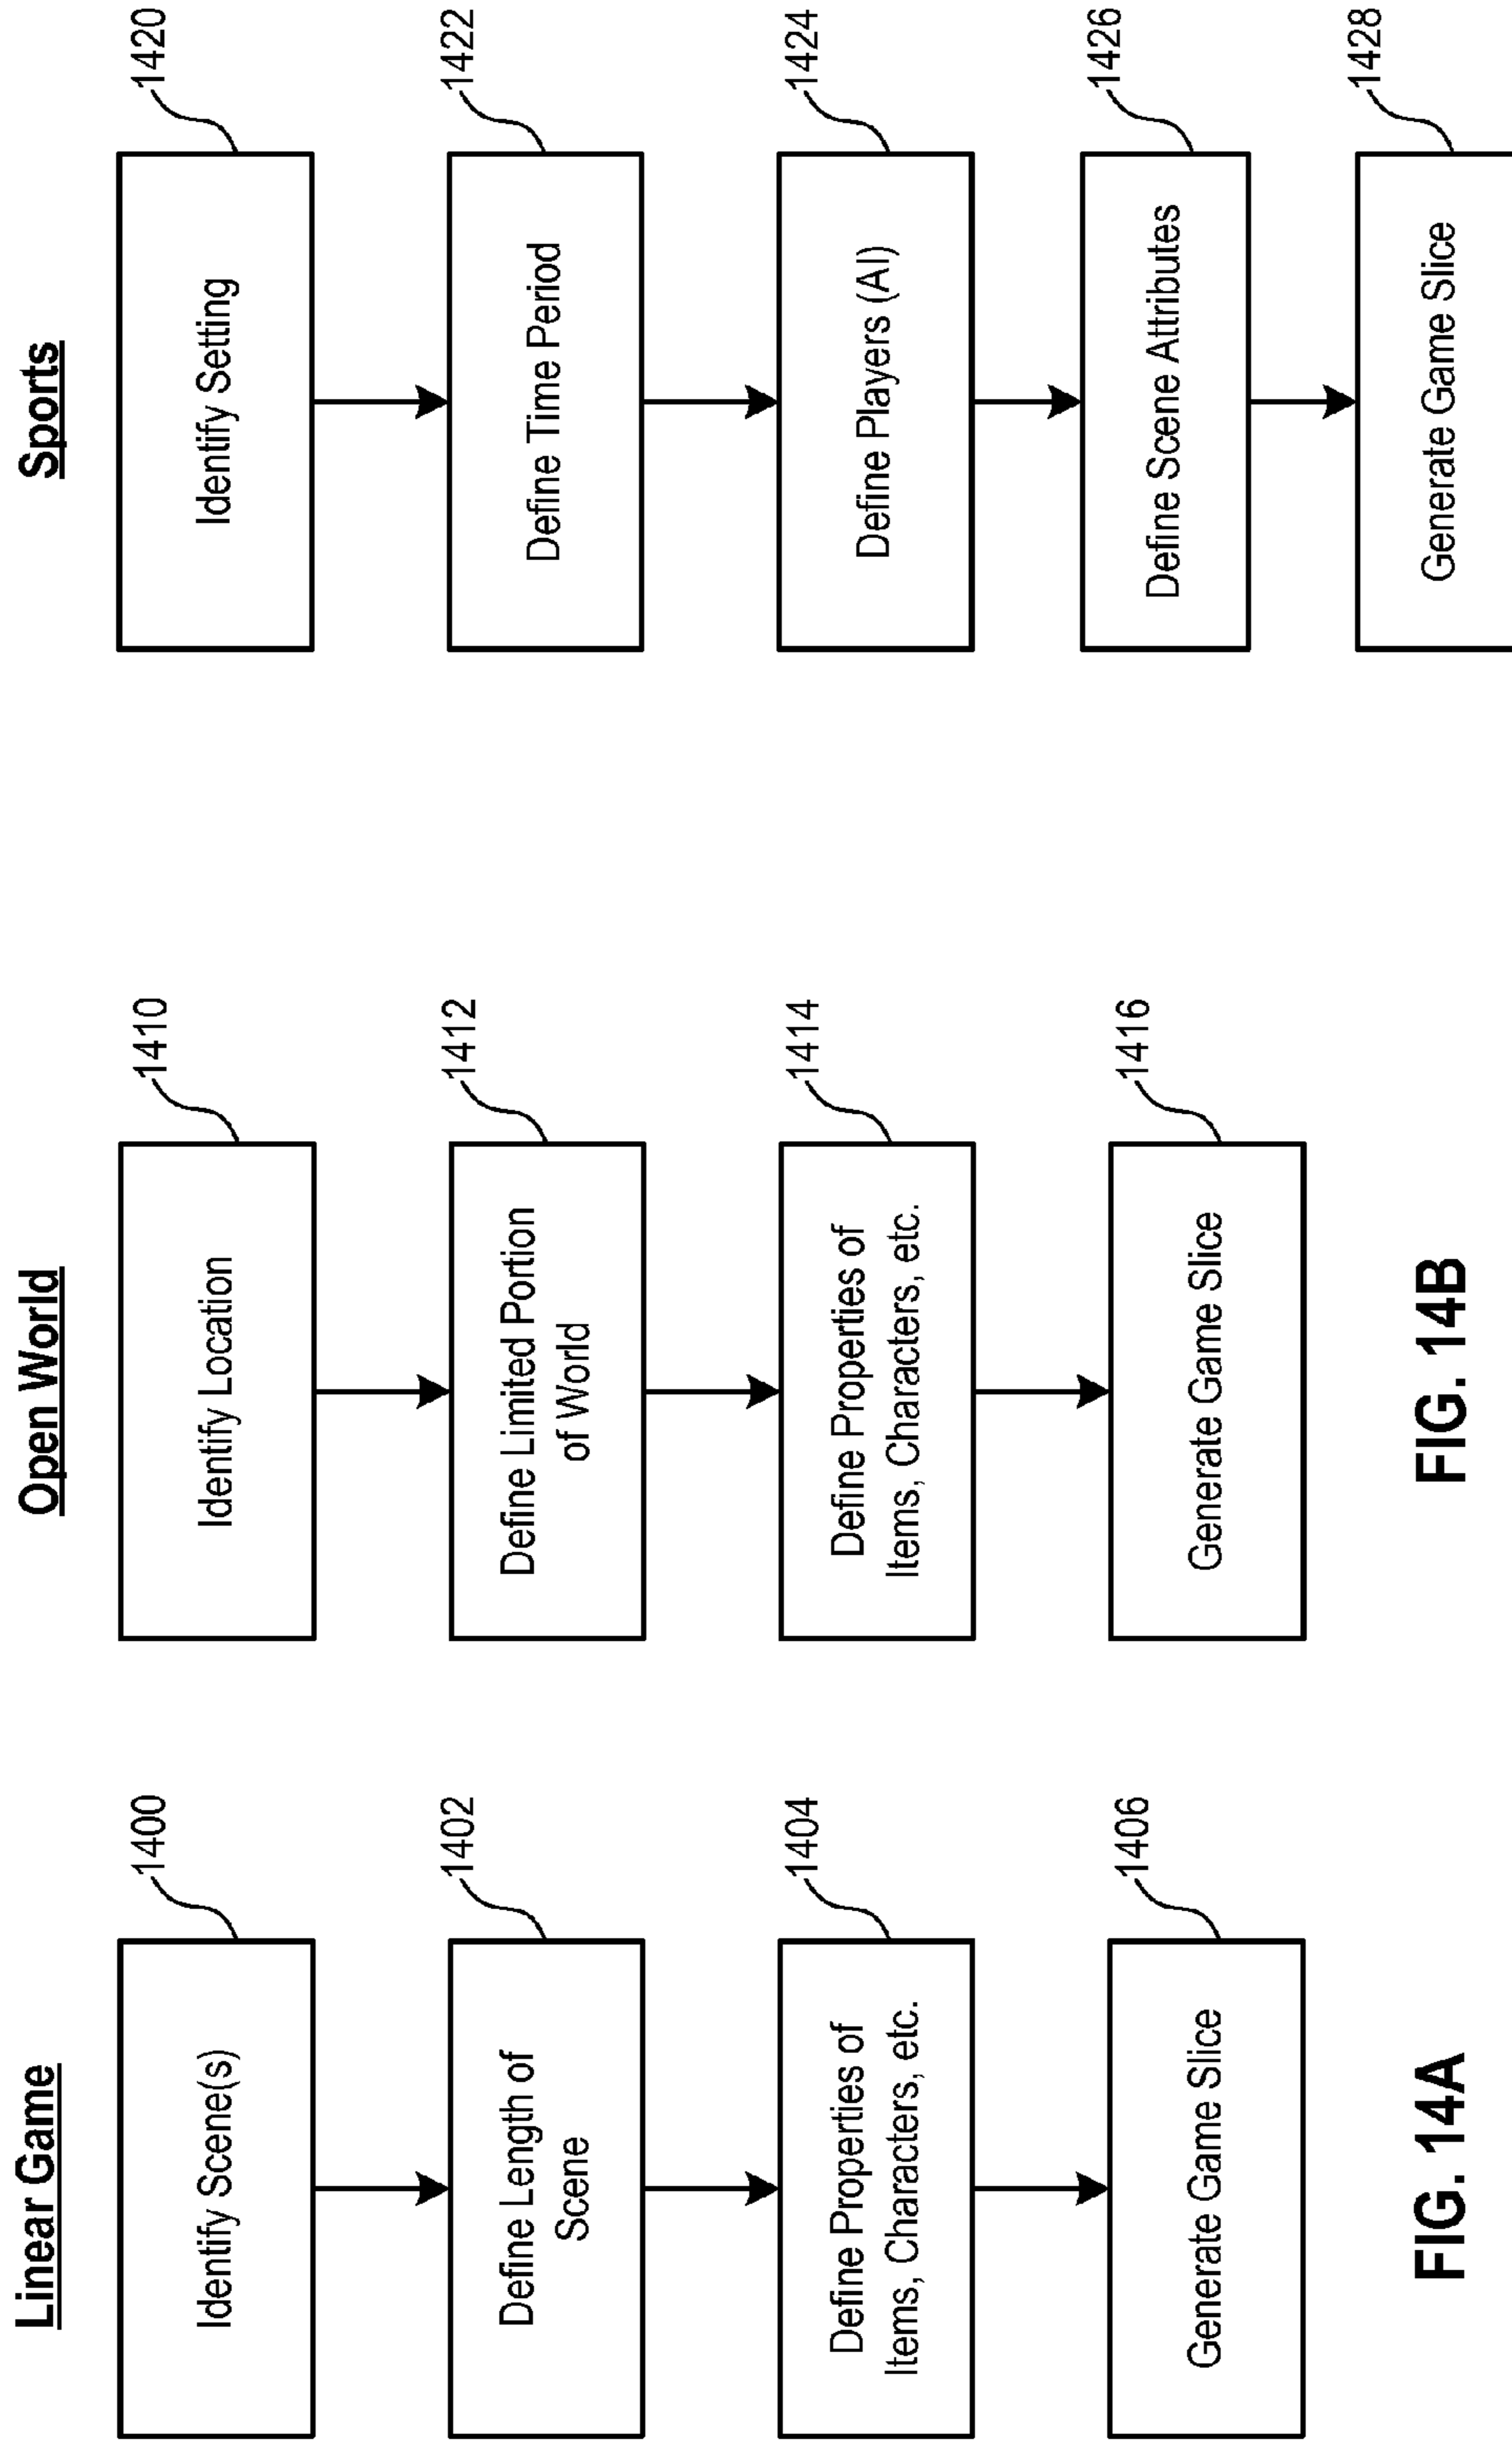 Linear Game
Identify Scene(s)
1400
Define Length of
Scene
1402
Define Properties of
Items, Characters, etc.
1404
Generate Game Slice
1406
FIG. 14A
Open World
Identify Location
1410
Define Limited Portion
of World
1412
Define Properties of
Items, Characters, etc.
1414
Generate Game Slice
1416
FIG. 14B
Sports
Identify Setting
1420
Define Time Period
1422
Define Players (AI)
1424
Define Scene Attributes
1426
Generate Game Slice
1428